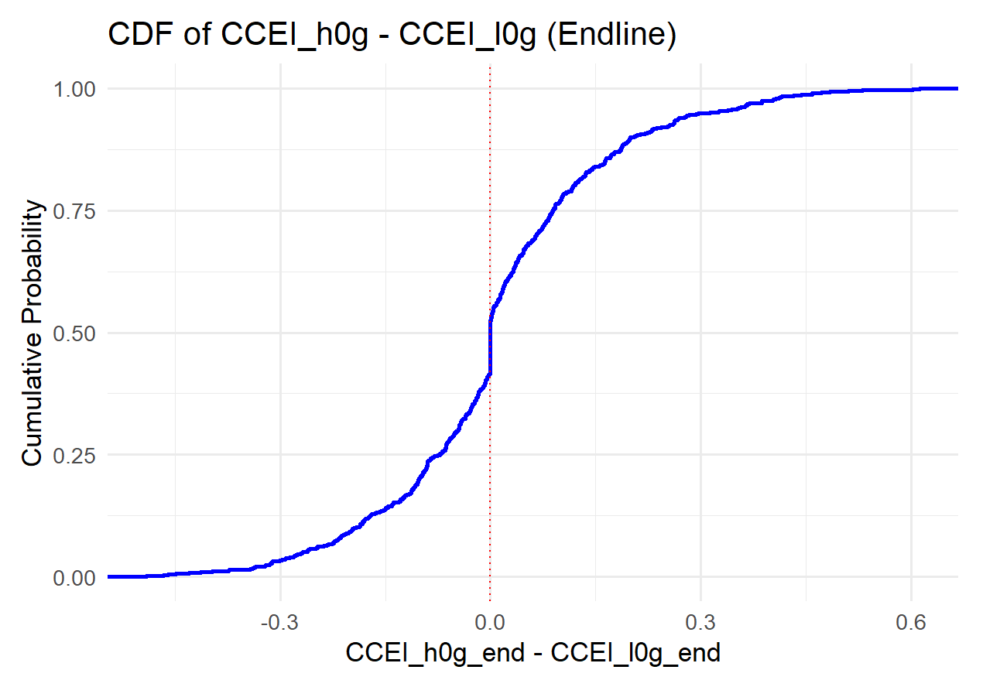 CDF of CCEI_h0g - CCEI_l0g (Endline)
Cumulative Probability
1.00
0.75
0.50
0.25
0.00
-0.3 0.0 0.3 0.6
CCEI_h0g_end - CCEI_l0g_end